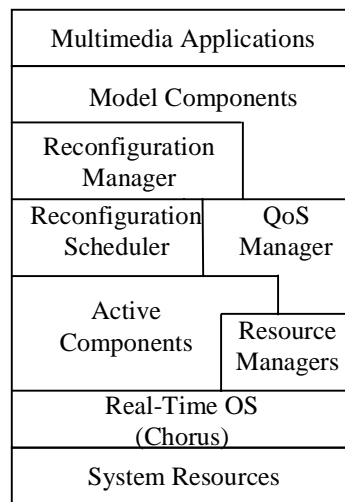 Multimedia Applications
Model Components
Reconfiguration
Manager
Reconfiguration
Scheduler
QoS
Manager
Active
Components
Resource
Managers
Real-Time OS
(Chorus)
System Resources